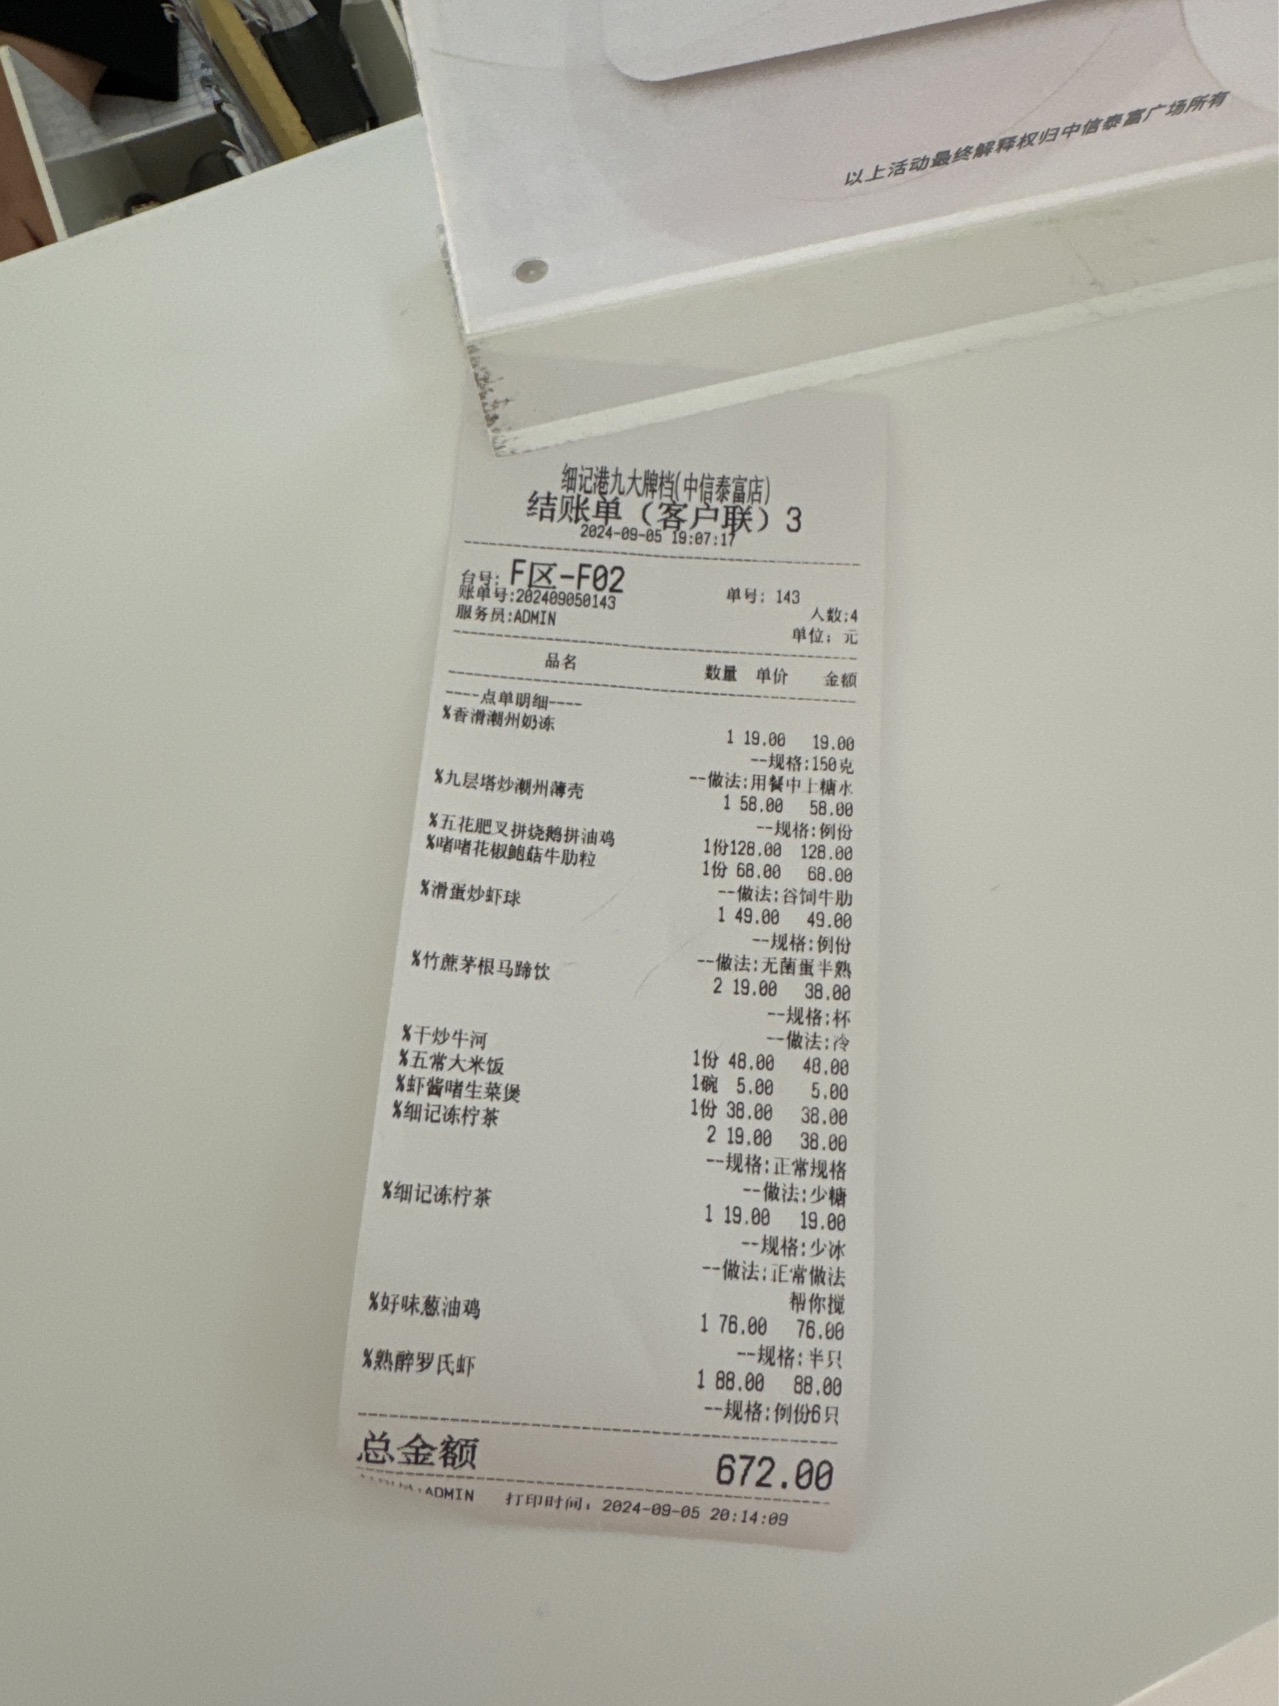 以上活动最终解释权归中信泰富广场所有
细记港九大牌档(中信泰富店)
结账单（客户联）3
2024-09-05 19:07:17
台号: F区-F02 单号: 143
账单号:202409050143 人数:4
服务员:ADMIN 单位: 元
品名 数量 单价 金额
----点单明细----
%香滑潮州奶冻
1 19.00 19.00
--规格:150克
--做法:用餐中上糖水
%九层塔炒潮州薄壳
1 58.00 58.00
--规格:例份
%五花肥叉拼烧鹅拼油鸡
1份128.00 128.00
%啫啫花椒鲍菇牛肋粒
1份 68.00 68.00
--做法:谷饲牛肋
%滑蛋炒虾球
1 49.00 49.00
--规格:例份
--做法:无菌蛋半熟
%竹蔗茅根马蹄饮
2 19.00 38.00
--规格:杯
--做法:冷
%干炒牛河
1份 48.00 48.00
%五常大米饭
1碗 5.00 5.00
%虾酱啫生菜煲
1份 38.00 38.00
%细记冻柠茶
2 19.00 38.00
--规格:正常规格
--做法:少糖
%细记冻柠茶
1 19.00 19.00
--规格:少冰
--做法:正常做法
帮你搅
%好味葱油鸡
1 76.00 76.00
--规格:半只
%熟醉罗氏虾
1 88.00 88.00
--规格:例份6只
总金额 672.00
:ADMIN 打印时间: 2024-09-05 20:14:09